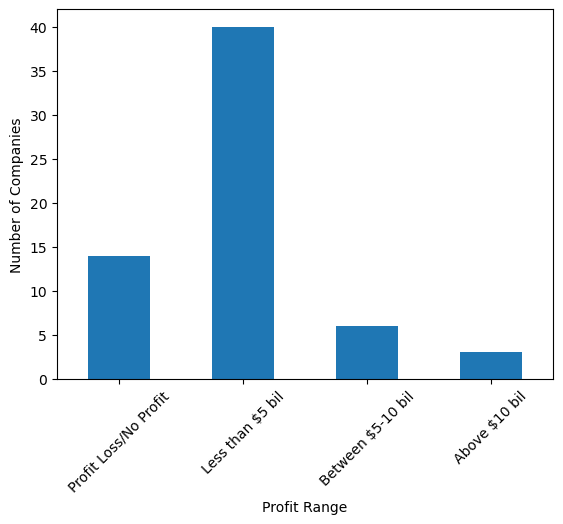 40
35
30
25
20
15
10
5
0
Number of Companies
Profit Loss/No Profit
Less than $5 bil
Between $5-10 bil
Above $10 bil
Profit Range